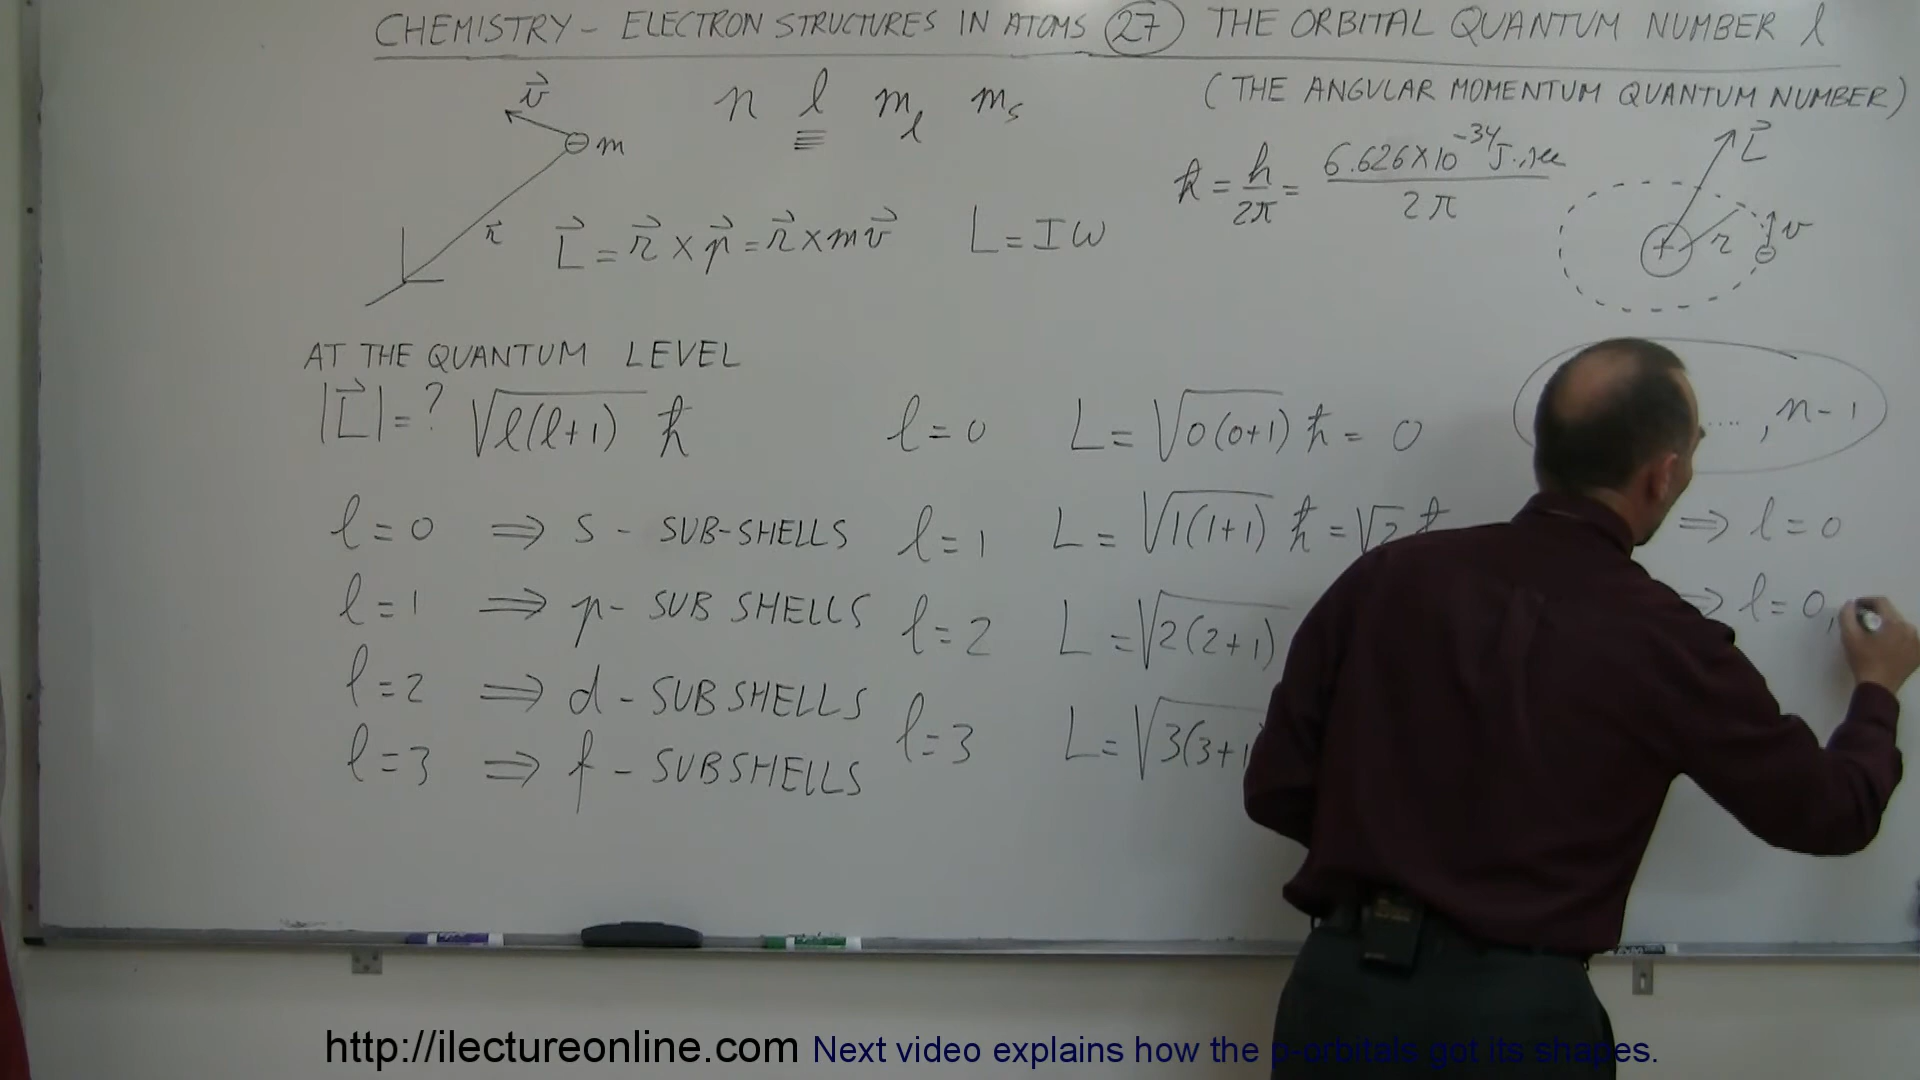 CHEMISTRY - ELECTRON STRUCTURES IN ATOMS 27 THE ORBITAL QUANTUM NUMBER ℓ
(THE ANGULAR MOMENTUM QUANTUM NUMBER)
n ℓ m_ℓ m_s
v⃗
m
r⃗
L⃗ = r⃗ × p⃗ = r⃗ × mv⃗ L = Iω
ħ = h/2π = 6.626×10^-34 J·sec / 2π
L⃗
+ r v
AT THE QUANTUM LEVEL
|L⃗| = ? √ℓ(ℓ+1) ħ
ℓ = 0 ⇒ s - SUB-SHELLS
ℓ = 1 ⇒ p - SUB SHELLS
ℓ = 2 ⇒ d - SUBSHELLS
ℓ = 3 ⇒ f - SUBSHELLS
ℓ = 0 L = √0(0+1) ħ = 0
ℓ = 1 L = √1(1+1) ħ = √2 ħ
ℓ = 2 L = √2(2+1)
ℓ = 3 L = √3(3+1
...., n-1
⇒ ℓ = 0
⇒ ℓ = 0,
http://ilectureonline.com Next video explains how the p-orbitals got its shapes.